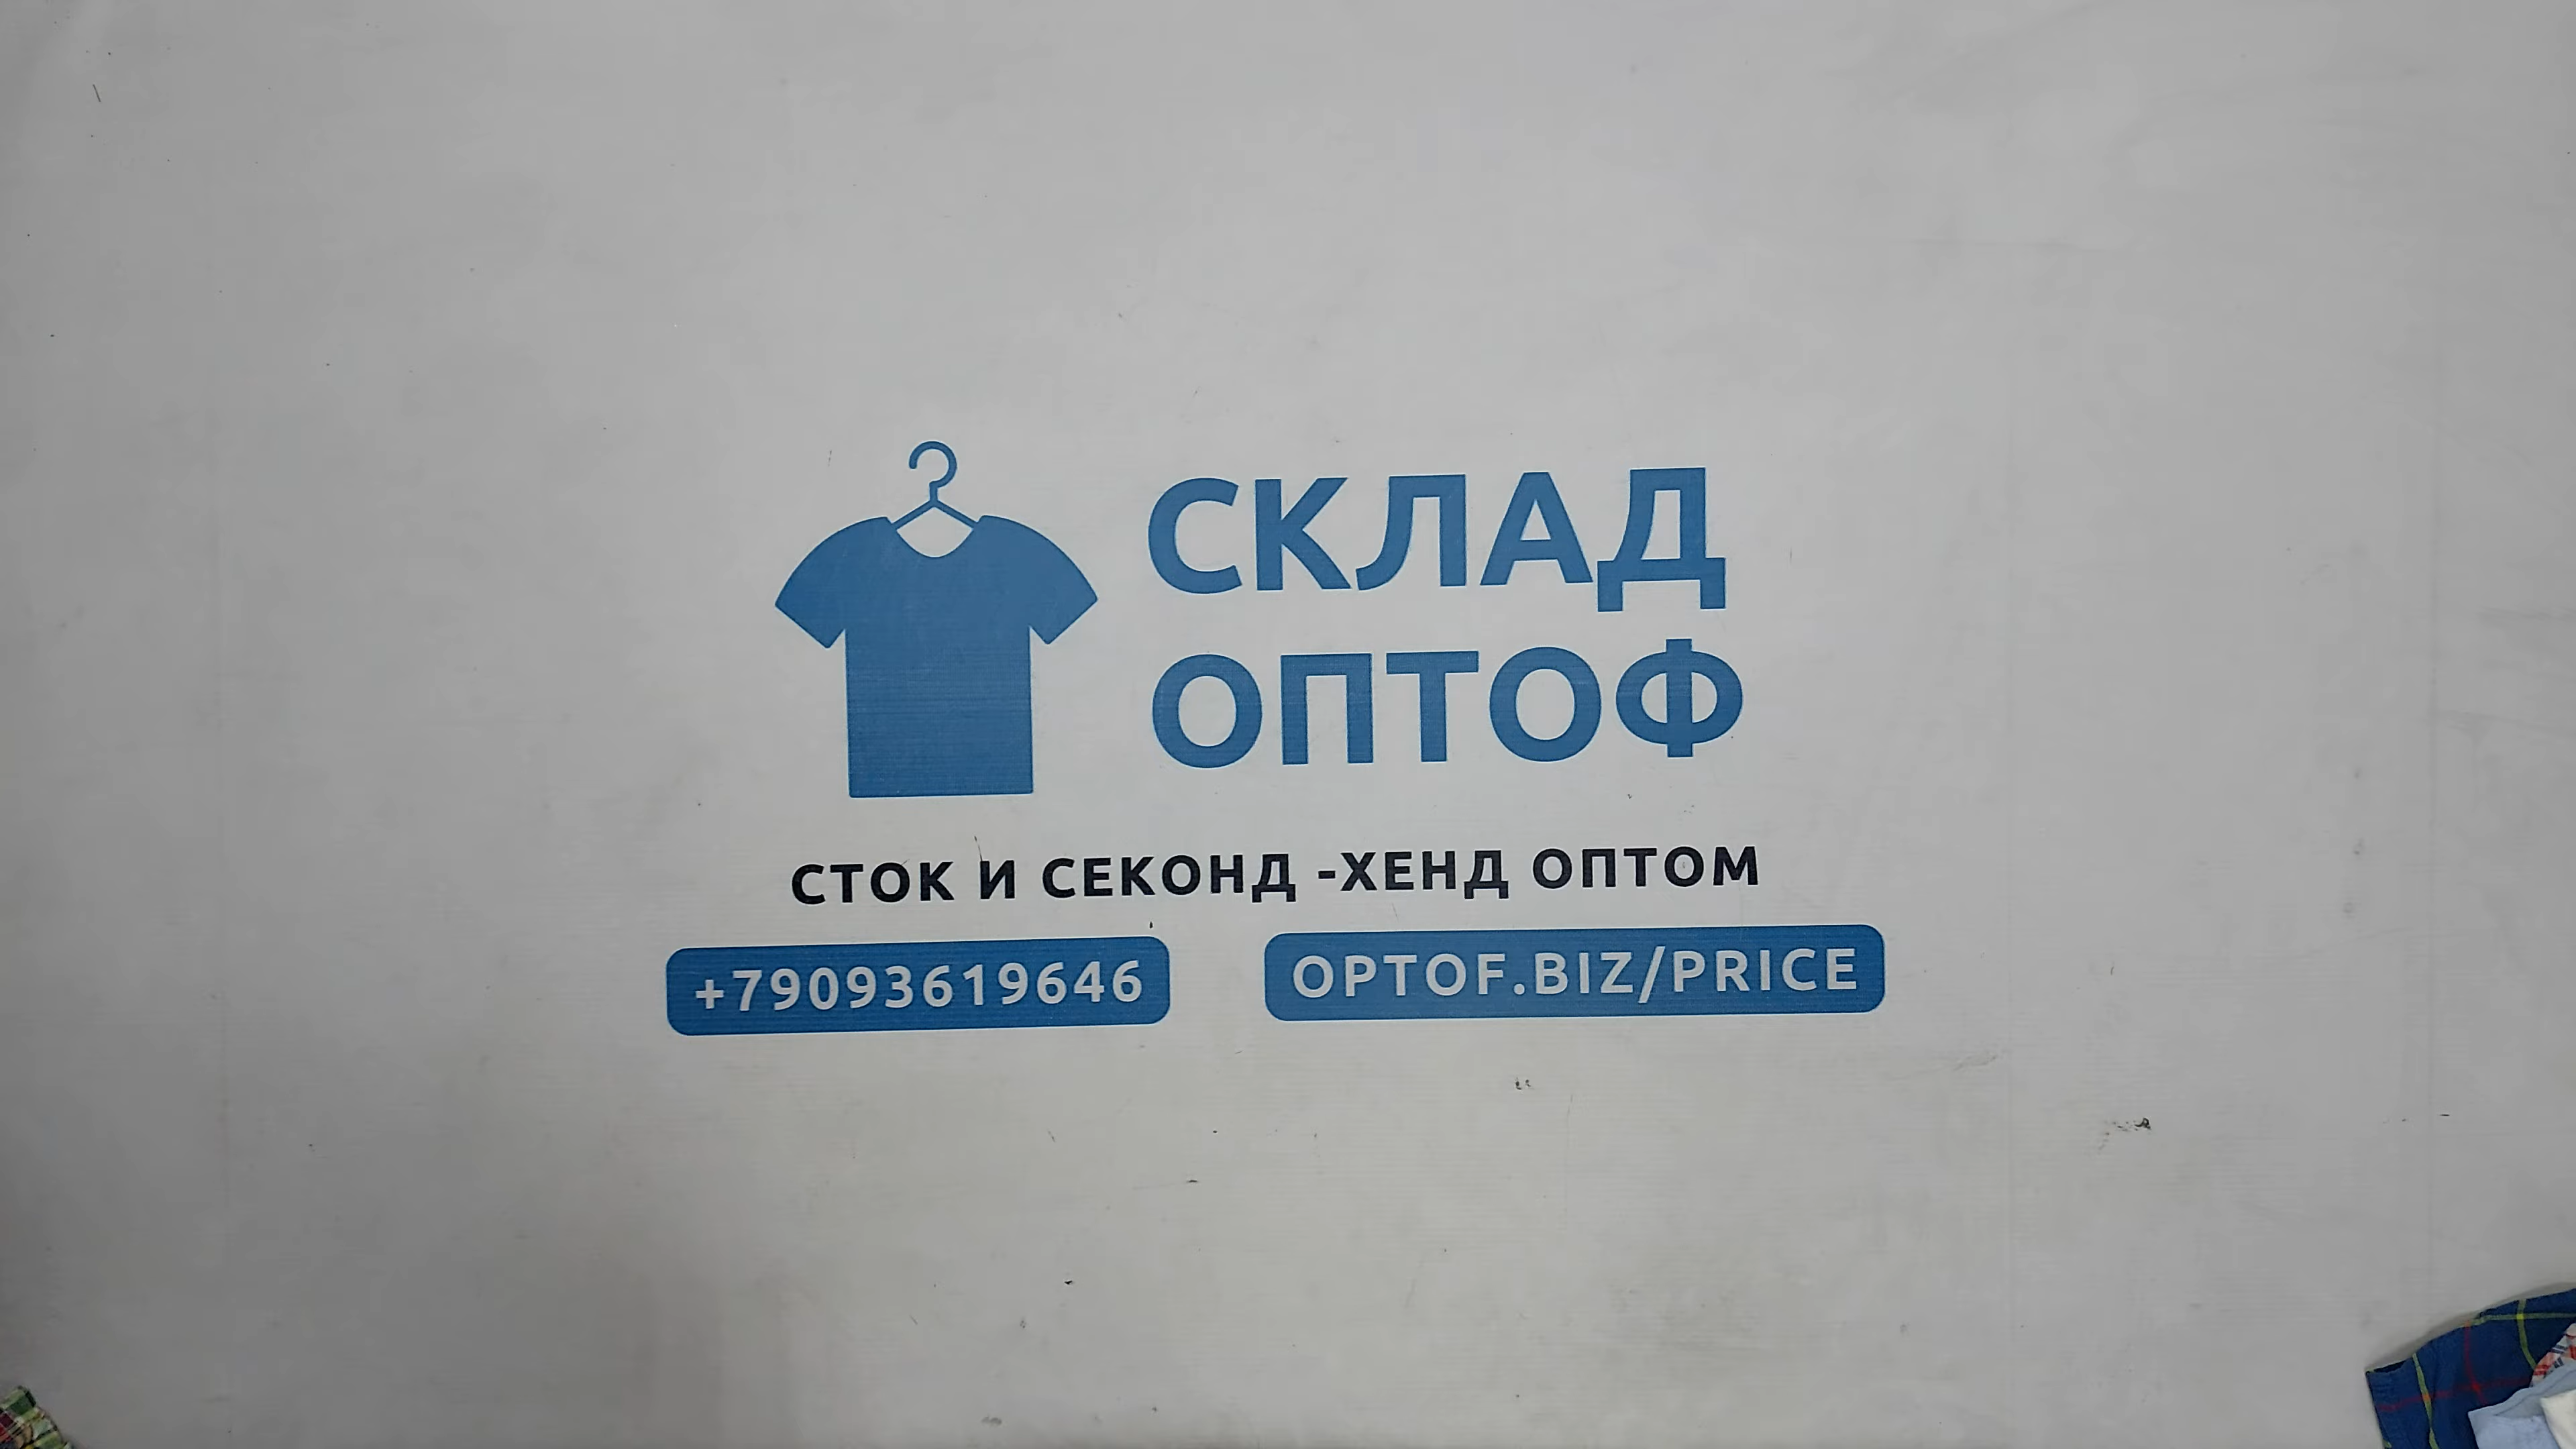 СКЛАД
ОПТОФ
СТОК И СЕКОНД -ХЕНД ОПТОМ
+79093619646
OPTOF.BIZ/PRICE